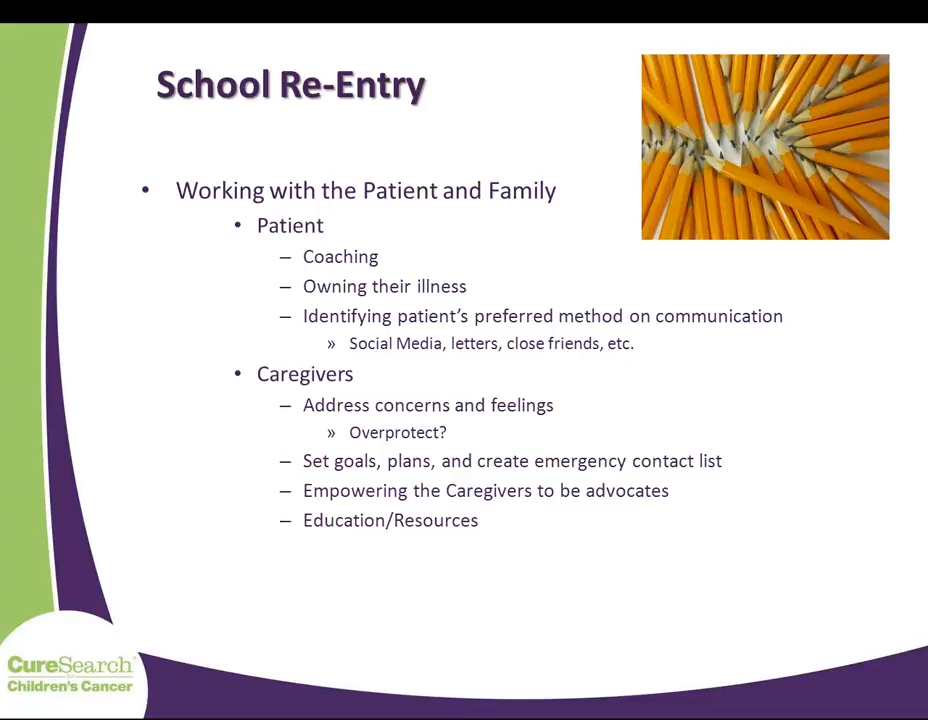 School Re-Entry
• Working with the Patient and Family
• Patient
– Coaching
– Owning their illness
– Identifying patient's preferred method on communication
» Social Media, letters, close friends, etc.
• Caregivers
– Address concerns and feelings
» Overprotect?
– Set goals, plans, and create emergency contact list
– Empowering the Caregivers to be advocates
– Education/Resources
CureSearch
for
Children's Cancer